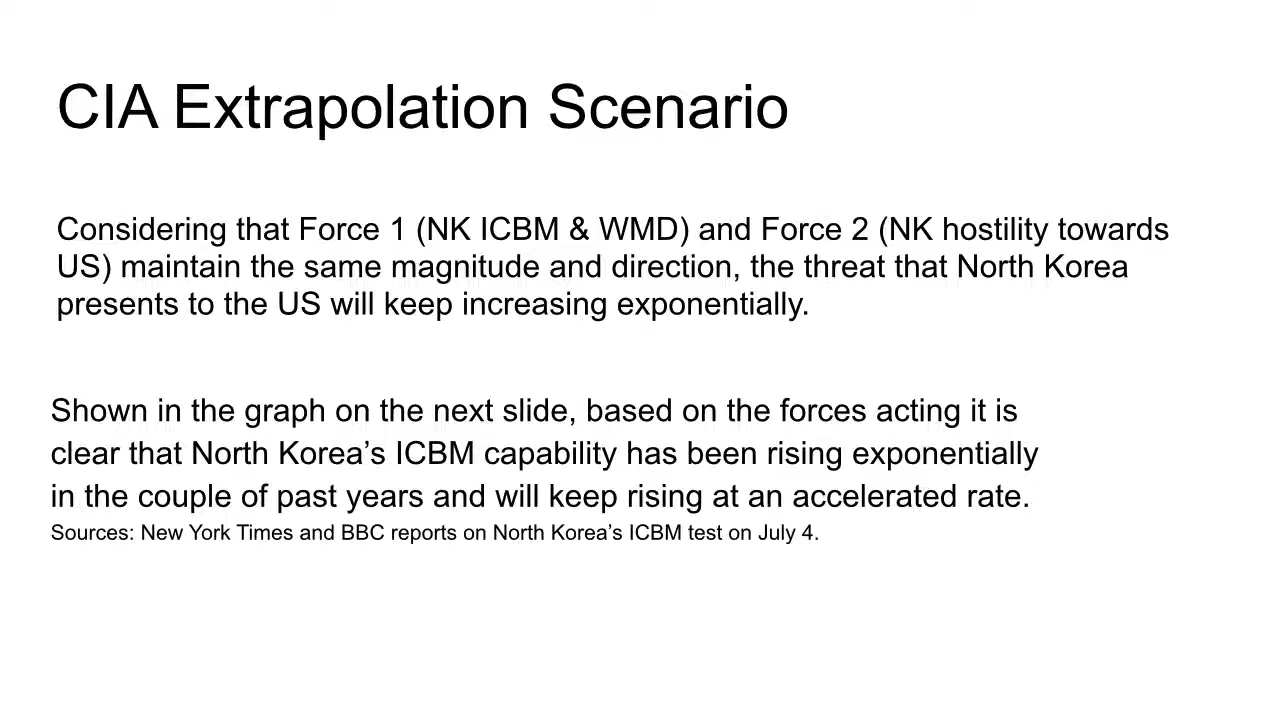 CIA Extrapolation Scenario
Considering that Force 1 (NK ICBM & WMD) and Force 2 (NK hostility towards
US) maintain the same magnitude and direction, the threat that North Korea
presents to the US will keep increasing exponentially.
Shown in the graph on the next slide, based on the forces acting it is
clear that North Korea’s ICBM capability has been rising exponentially
in the couple of past years and will keep rising at an accelerated rate.
Sources: New York Times and BBC reports on North Korea’s ICBM test on July 4.